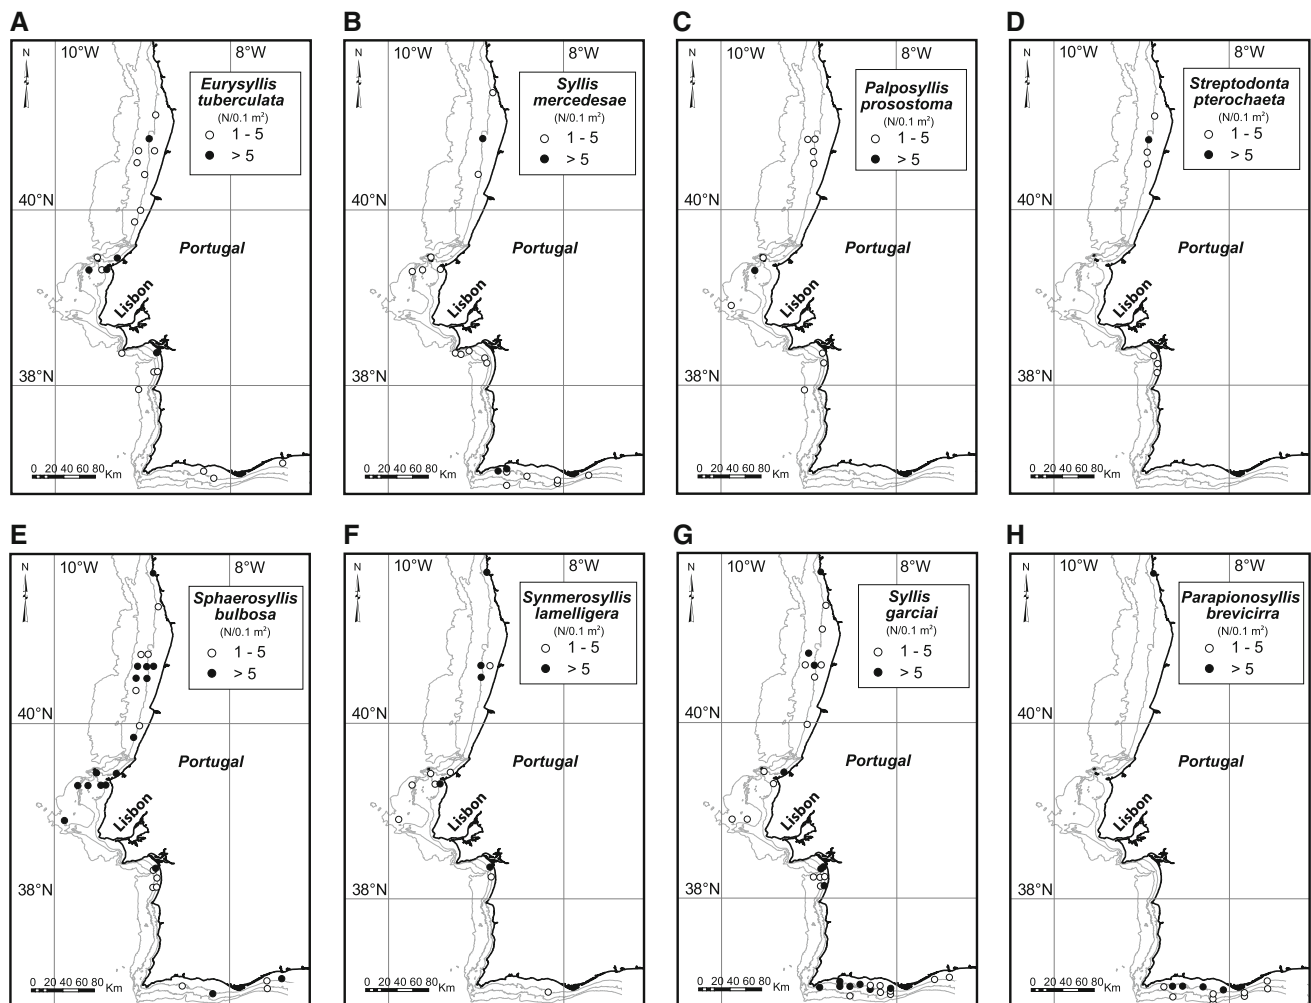 A
N
10°W
8°W
Eurysyllis
tuberculata
(N/0.1 m²)
1 - 5
> 5
40°N
Portugal
Lisbon
38°N
0 20 40 60 80 Km
B
N
10°W
8°W
Syllis
mercedesae
(N/0.1 m²)
1 - 5
> 5
40°N
Portugal
Lisbon
38°N
0 20 40 60 80 Km
C
N
10°W
8°W
Palposyllis
prosostoma
(N/0.1 m²)
1 - 5
> 5
40°N
Portugal
Lisbon
38°N
0 20 40 60 80 Km
D
N
10°W
8°W
Streptodonta
pterochaeta
(N/0.1 m²)
1 - 5
> 5
40°N
Portugal
Lisbon
38°N
0 20 40 60 80 Km
E
N
10°W
8°W
Sphaerosyllis
bulbosa
(N/0.1 m²)
1 - 5
> 5
40°N
Portugal
Lisbon
38°N
0 20 40 60 80 Km
F
N
10°W
8°W
Synmerosyllis
lamelligera
(N/0.1 m²)
1 - 5
> 5
40°N
Portugal
Lisbon
38°N
0 20 40 60 80 Km
G
N
10°W
8°W
Syllis
garciai
(N/0.1 m²)
1 - 5
> 5
40°N
Portugal
Lisbon
38°N
0 20 40 60 80 Km
H
N
10°W
8°W
Parapionosyllis
brevicirra
(N/0.1 m²)
1 - 5
> 5
40°N
Portugal
Lisbon
38°N
0 20 40 60 80 Km